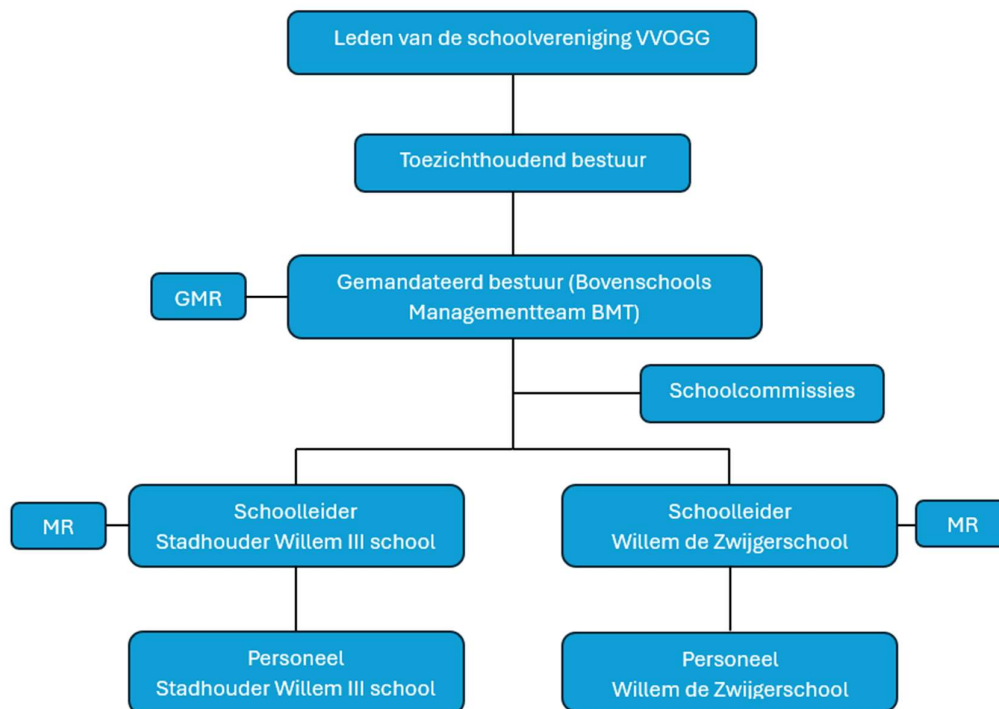 Leden van de schoolvereniging VVOGG
Toezichthoudend bestuur
Gemandateerd bestuur (Bovenschools
Managementteam BMT)
GMR
Schoolcommissies
MR
Schoolleider
Stadhouder Willem III school
Schoolleider
Willem de Zwijgerschool
MR
Personeel
Stadhouder Willem III school
Personeel
Willem de Zwijgerschool